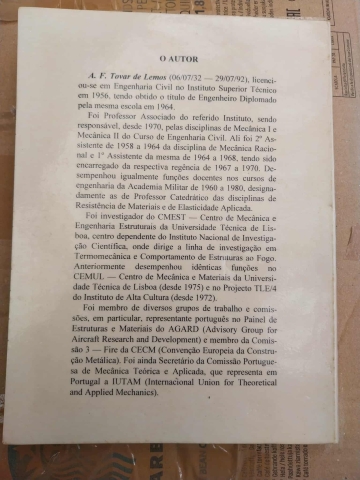 O AUTOR
A. F. Tovar de Lemos (06/07/32 — 29/07/92), licenci-
ou-se em Engenharia Civil no Instituto Superior Técnico
em 1956, tendo obtido o título de Engenheiro Diplomado
pela mesma escola em 1964.
Foi Professor Associado do referido Instituto, sendo
responsável, desde 1970, pelas disciplinas de Mecânica I e
Mecânica II do Curso de Engenharia Civil. Ali foi 2º As-
sistente de 1958 a 1964 da disciplina de Mecânica Racio-
nal e 1º Assistente da mesma de 1964 a 1968, tendo sido
encarregado da respectiva regência de 1967 a 1970. De-
sempenhou igualmente funções docentes nos cursos de
engenharia da Academia Militar de 1960 a 1980, designa-
damente as de Professor Catedrático das disciplinas de
Resistência de Materiais e de Elasticidade Aplicada.
Foi investigador do CMEST — Centro de Mecânica e
Engenharia Estruturais da Universidade Técnica de Lis-
boa, centro dependente do Instituto Nacional de Investiga-
ção Científica, onde dirige a linha de investigação em
Termomecânica e Comportamento de Estruturas ao Fogo.
Anteriormente desempenhou idênticas funções no
CEMUL — Centro de Mecânica e Materiais da Universi-
dade Técnica de Lisboa (desde 1975) e no Projecto TLE/4
do Instituto de Alta Cultura (desde 1972).
Foi membro de diversos grupos de trabalho e comis-
sões, em particular, representante português no Painel de
Estruturas e Materiais do AGARD (Advisory Group for
Aircraft Research and Development) e membro da Comis-
são 3 — Fire da CECM (Convenção Europeia da Constru-
ção Metálica). Foi ainda Secretário da Comissão Portugue-
sa de Mecânica Teórica e Aplicada, que representa em
Portugal a IUTAM (International Union for Theoretical
and Applied Mechanics).